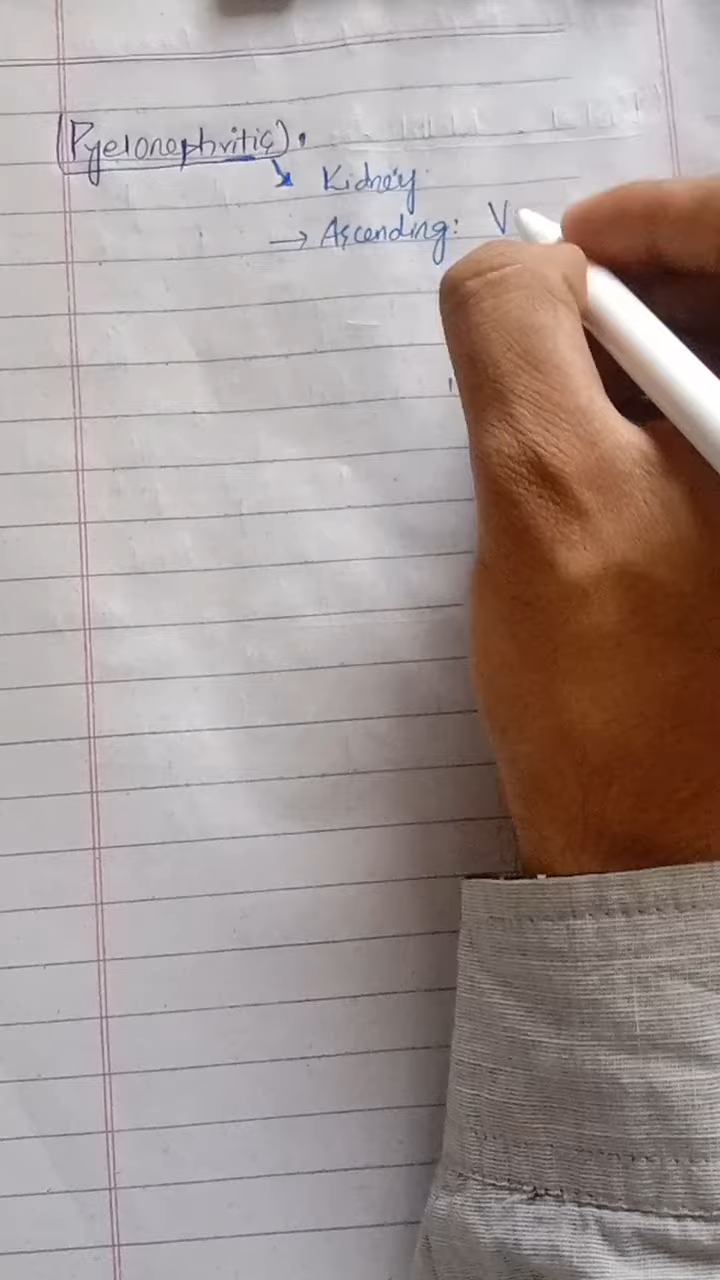 (Pyelonephritis).
↘ Kidney
→ Ascending: V